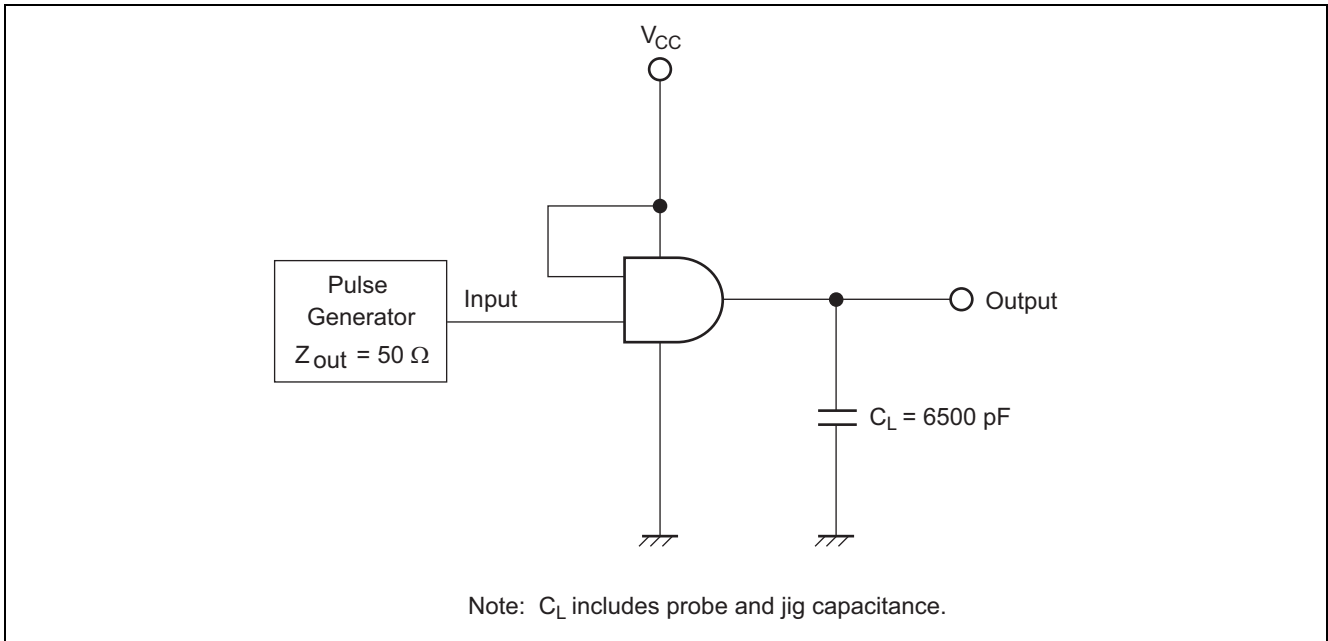 VCC
Pulse
Generator
Zout = 50 Ω
Input
Output
CL = 6500 pF
Note: CL includes probe and jig capacitance.